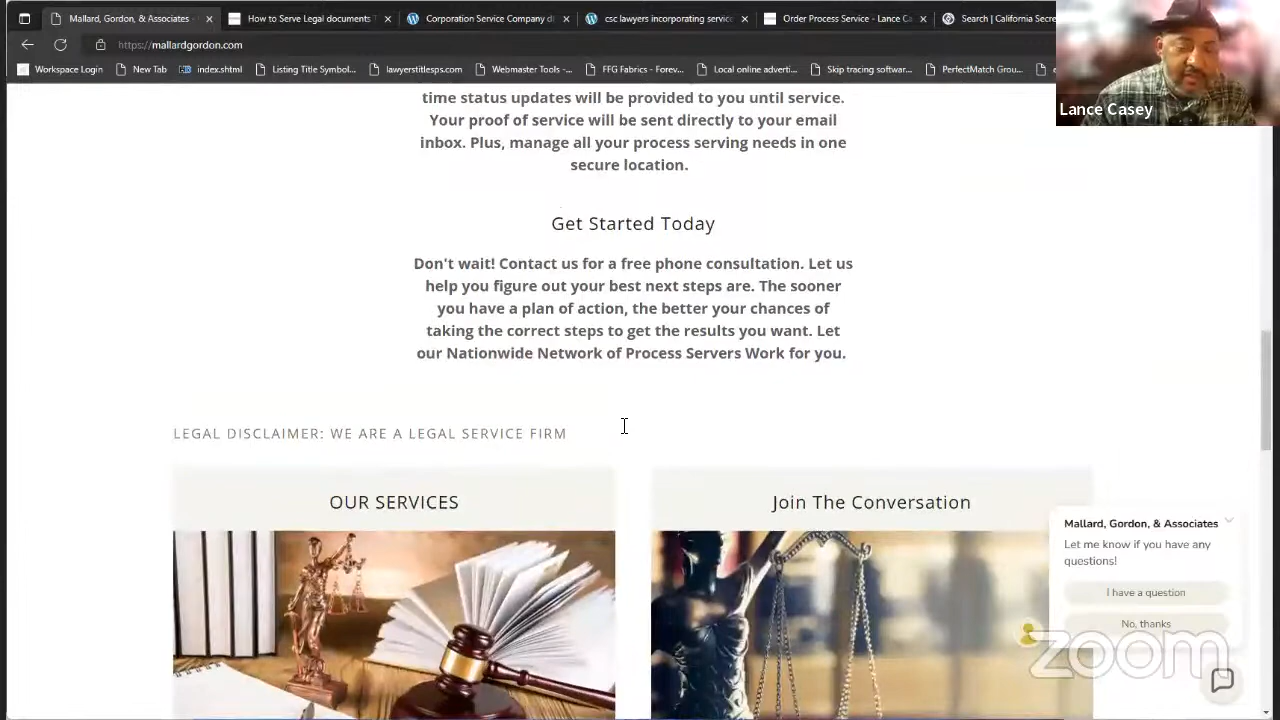 Mallard, Gordon, & Associates -
How to Serve Legal documents T
Corporation Service Company di
csc lawyers incorporating service
Order Process Service - Lance Ca
Search | California Secre
https://mallardgordon.com
Workspace Login
New Tab
index.shtml
Listing Title Symbol...
lawyerstitlesps.com
Webmaster Tools -...
FFG Fabrics - Forev...
Local online adverti...
Skip tracing softwar...
PerfectMatch Grou...
Lance Casey
time status updates will be provided to you until service.
Your proof of service will be sent directly to your email
inbox. Plus, manage all your process serving needs in one
secure location.
Get Started Today
Don't wait! Contact us for a free phone consultation. Let us
help you figure out your best next steps are. The sooner
you have a plan of action, the better your chances of
taking the correct steps to get the results you want. Let
our Nationwide Network of Process Servers Work for you.
LEGAL DISCLAIMER: WE ARE A LEGAL SERVICE FIRM
OUR SERVICES
Join The Conversation
Mallard, Gordon, & Associates
Let me know if you have any
questions!
I have a question
No, thanks
zoom